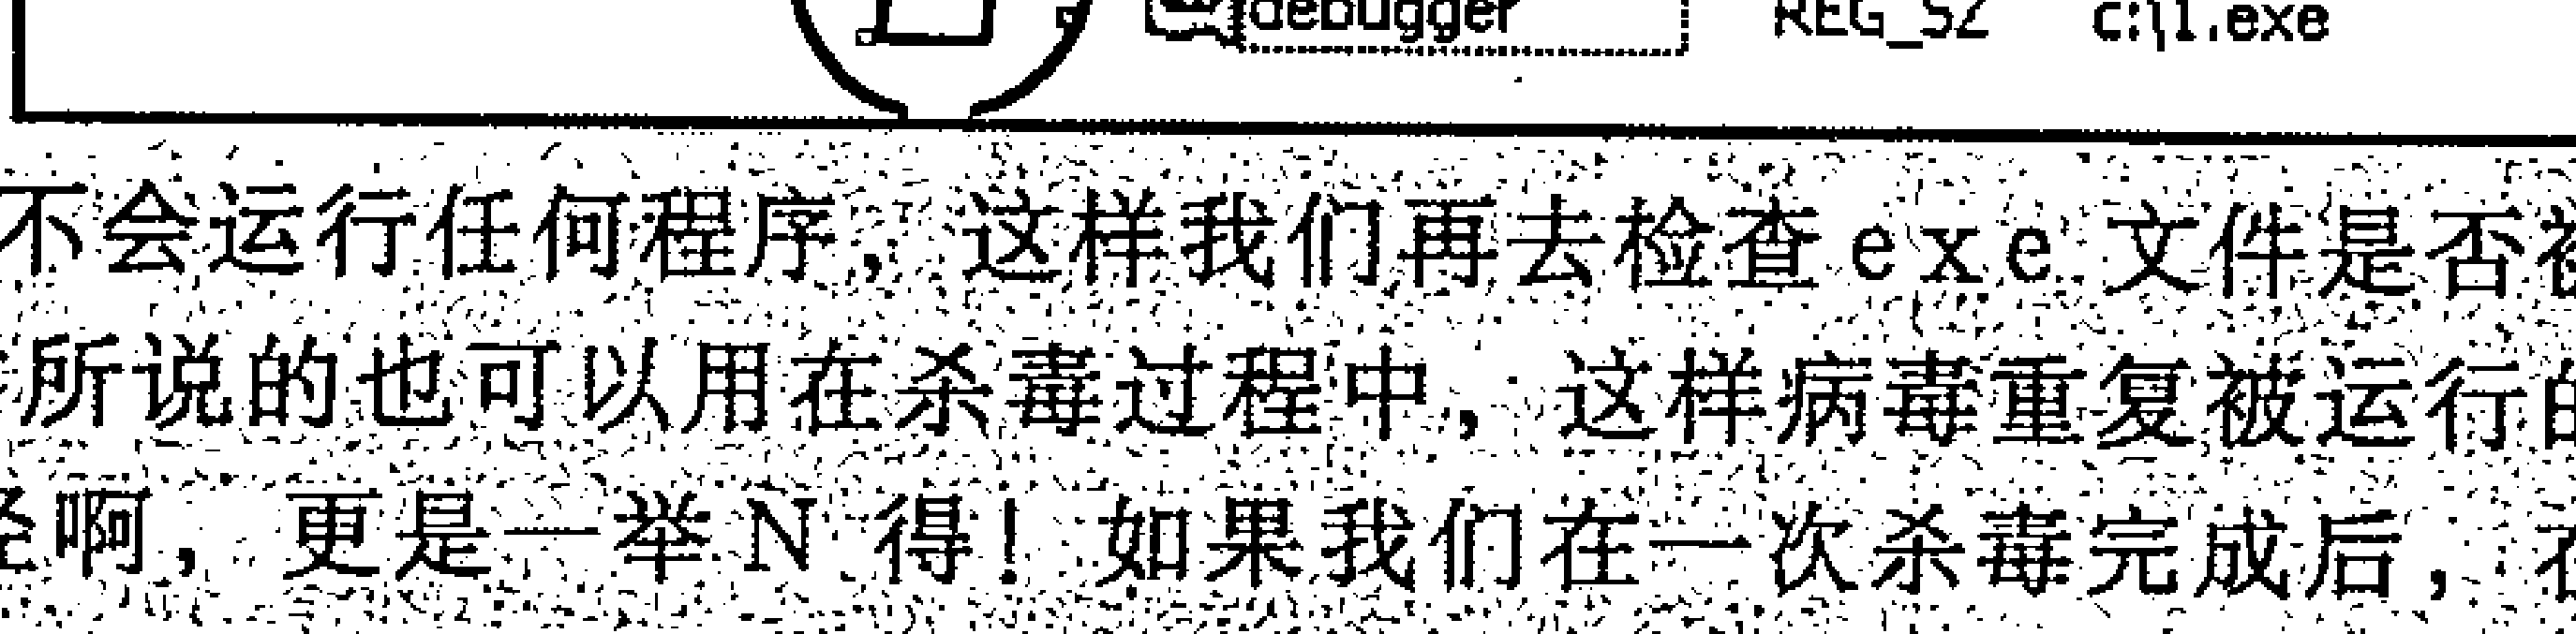 debugger REG_SZ c:\1.exe
不会运行任何程序，这样我们再去检查exe文件是否
所说的也可以用在杀毒过程中，这样病毒重复被运行的
啊，更是一举N得！如果我们在一次杀毒完成后，